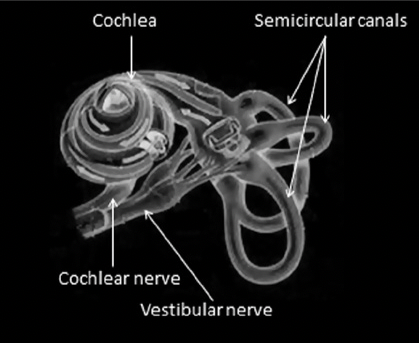 Cochlea
Semicircular canals
Cochlear nerve
Vestibular nerve